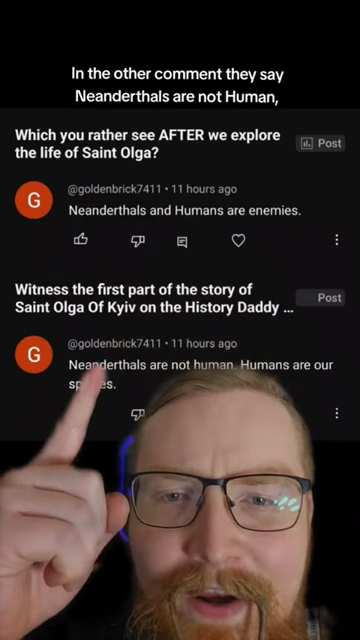 In the other comment they say
Neanderthals are not Human,
Which you rather see AFTER we explore
the life of Saint Olga?
Post
G
@goldenbrick7411 • 11 hours ago
Neanderthals and Humans are enemies.
Witness the first part of the story of
Saint Olga Of Kyiv on the History Daddy ...
Post
G
@goldenbrick7411 • 11 hours ago
Neanderthals are not human. Humans are our
species.